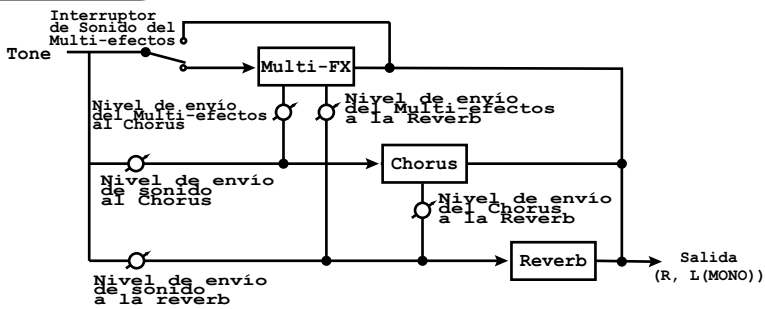 Interruptor
de Sonido del
Multi-efectos
Tone
Multi-FX
Nivel de envío
del Multi-efectos
al Chorus
Nivel de envío
del Multi-efectos
a la Reverb
Chorus
Nivel de envío
de sonido
al Chorus
Nivel de envío
del Chorus
a la Reverb
Reverb
Salida
(R, L(MONO))
Nivel de envío
de sonido
a la reverb